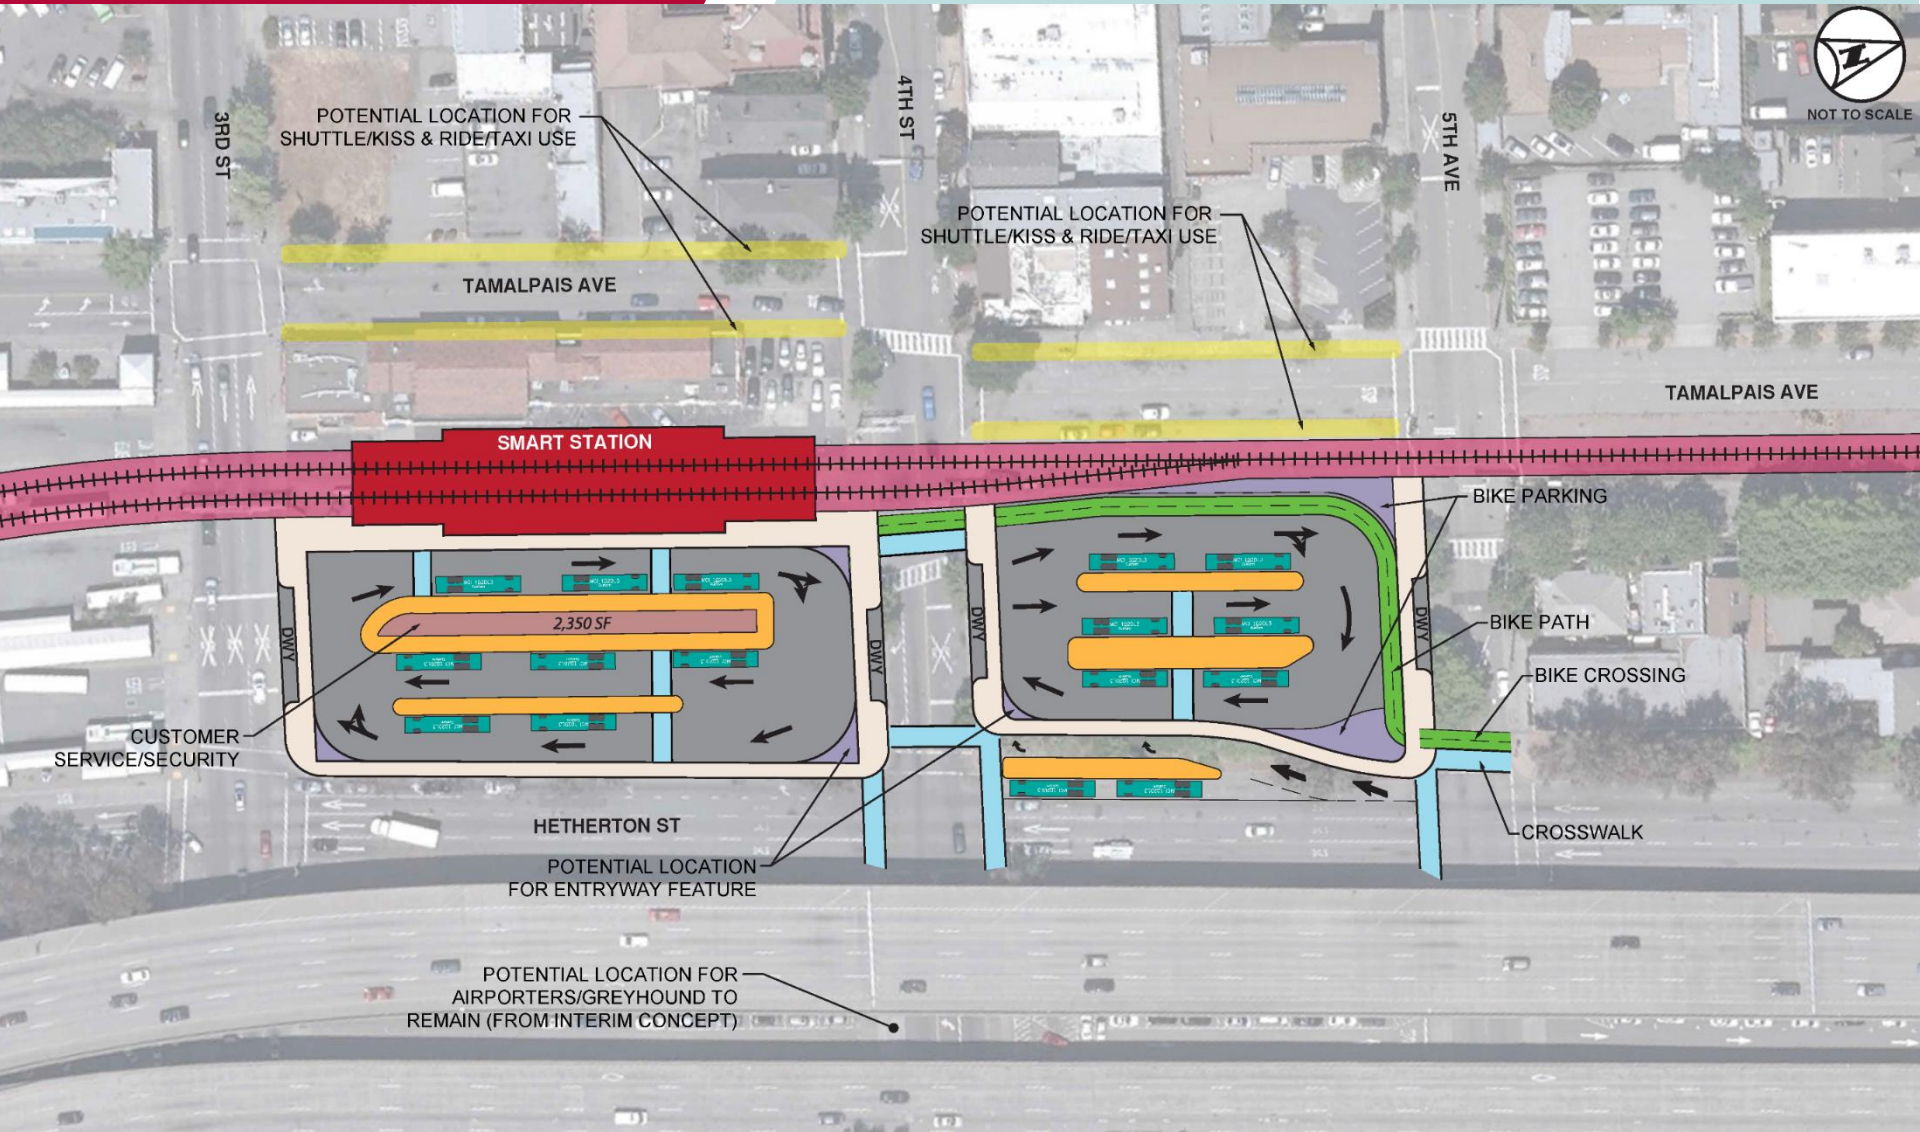 NOT TO SCALE
3RD ST
4TH ST
5TH AVE
POTENTIAL LOCATION FOR
SHUTTLE/KISS & RIDE/TAXI USE
POTENTIAL LOCATION FOR
SHUTTLE/KISS & RIDE/TAXI USE
TAMALPAIS AVE
TAMALPAIS AVE
SMART STATION
BIKE PARKING
2,350 SF
DWY
DWY
DWY
DWY
BIKE PATH
BIKE CROSSING
CUSTOMER
SERVICE/SECURITY
HETHERTON ST
CROSSWALK
POTENTIAL LOCATION
FOR ENTRYWAY FEATURE
POTENTIAL LOCATION FOR
AIRPORTERS/GREYHOUND TO
REMAIN (FROM INTERIM CONCEPT)